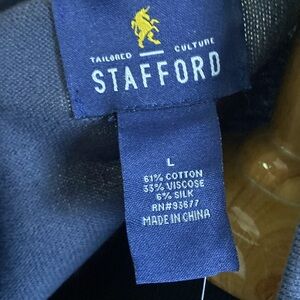 TAILORED CULTURE
STAFFORD
L
61% COTTON
33% VISCOSE
6% SILK
RN#93677
MADE IN CHINA